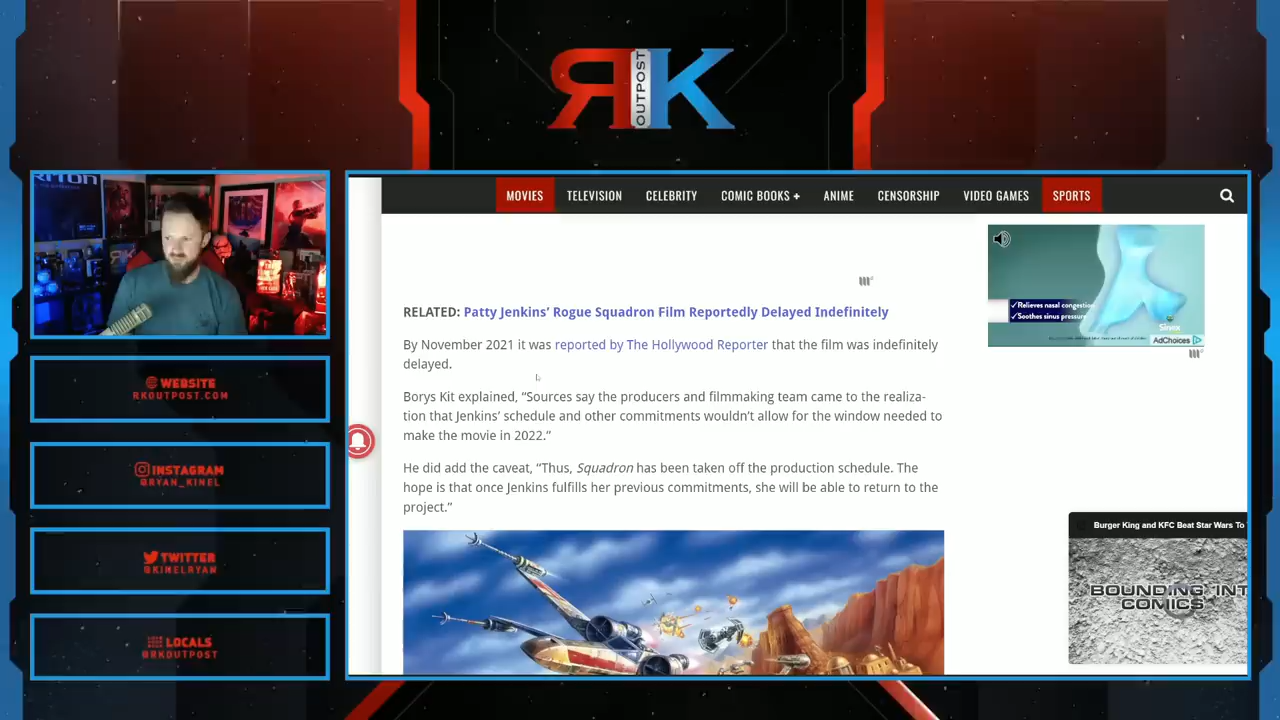 RK
OUTPOST
MOVIES TELEVISION CELEBRITY COMIC BOOKS + ANIME CENSORSHIP VIDEO GAMES SPORTS
RELATED: Patty Jenkins’ Rogue Squadron Film Reportedly Delayed Indefinitely
By November 2021 it was reported by The Hollywood Reporter that the film was indefinitely
delayed.
Borys Kit explained, “Sources say the producers and filmmaking team came to the realiza-
tion that Jenkins’ schedule and other commitments wouldn’t allow for the window needed to
make the movie in 2022.”
He did add the caveat, “Thus, Squadron has been taken off the production schedule. The
hope is that once Jenkins fulfills her previous commitments, she will be able to return to the
project.”
✓Relieves nasal congestion
✓Soothes sinus pressure
Sinex
AdChoices
Burger King and KFC Beat Star Wars To
BOUNDING INT
COMICS
RK
WEBSITE
RKOUTPOST.COM
INSTAGRAM
@RYAN_KINEL
TWITTER
@KINELRYAN
LOCALS
@RKOUTPOST